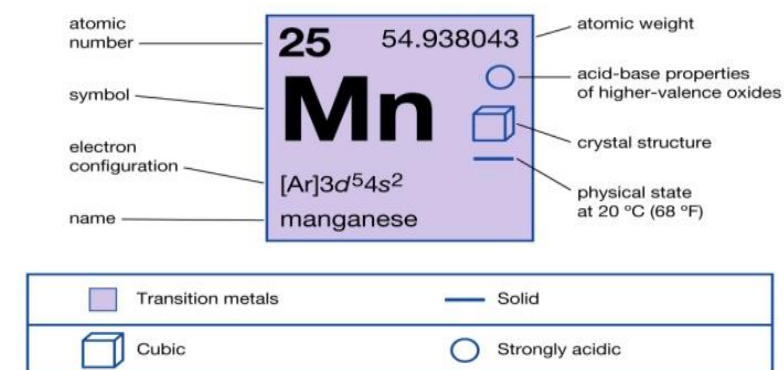 atomic
number
25
54.938043
atomic weight
symbol
Mn
acid-base properties
of higher-valence oxides
crystal structure
electron
configuration
[Ar]3d⁵4s²
physical state
at 20 °C (68 °F)
name
manganese
Transition metals
Solid
Cubic
Strongly acidic